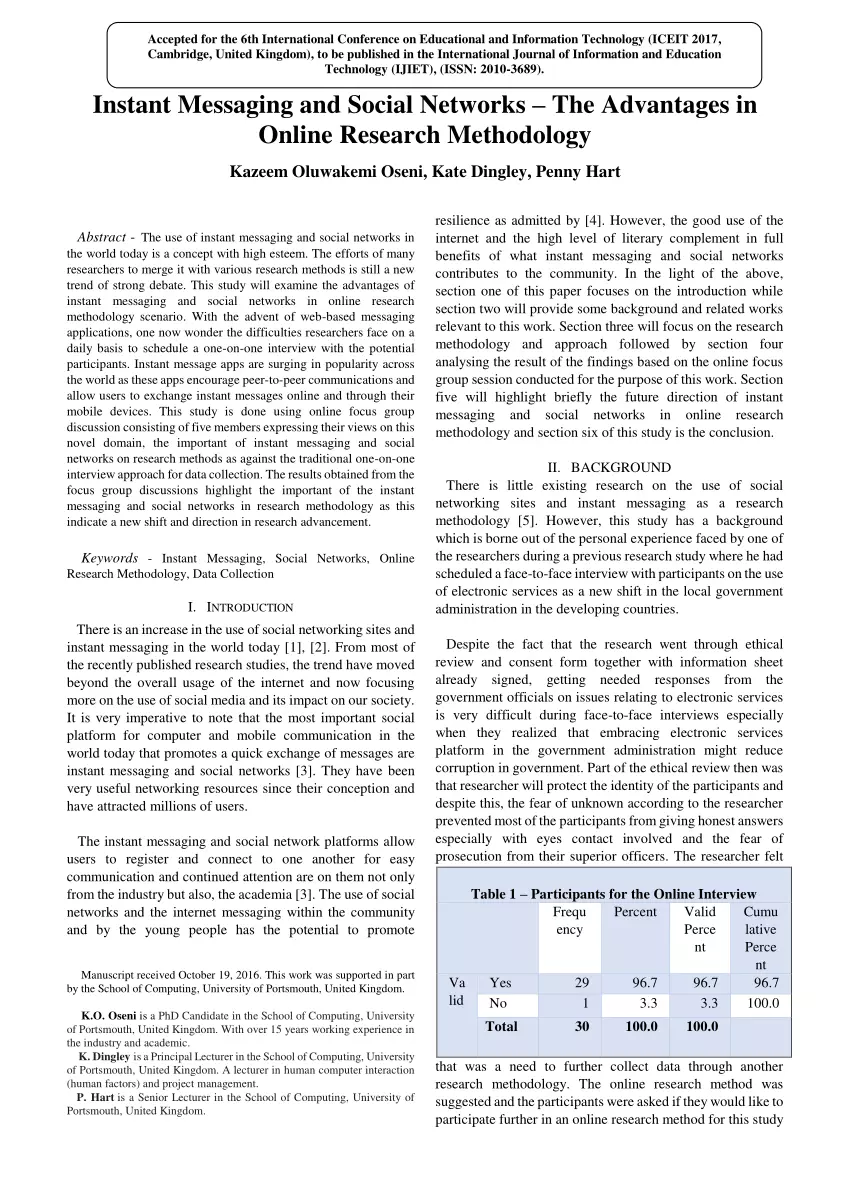 Accepted for the 6th International Conference on Educational and Information Technology (ICEIT 2017,
Cambridge, United Kingdom), to be published in the International Journal of Information and Education
Technology (IJIET), (ISSN: 2010-3689).
Instant Messaging and Social Networks – The Advantages in
Online Research Methodology
Kazeem Oluwakemi Oseni, Kate Dingley, Penny Hart
Abstract - The use of instant messaging and social networks in
the world today is a concept with high esteem. The efforts of many
researchers to merge it with various research methods is still a new
trend of strong debate. This study will examine the advantages of
instant messaging and social networks in online research
methodology scenario. With the advent of web-based messaging
applications, one now wonder the difficulties researchers face on a
daily basis to schedule a one-on-one interview with the potential
participants. Instant message apps are surging in popularity across
the world as these apps encourage peer-to-peer communications and
allow users to exchange instant messages online and through their
mobile devices. This study is done using online focus group
discussion consisting of five members expressing their views on this
novel domain, the important of instant messaging and social
networks on research methods as against the traditional one-on-one
interview approach for data collection. The results obtained from the
focus group discussions highlight the important of the instant
messaging and social networks in research methodology as this
indicate a new shift and direction in research advancement.
Keywords - Instant Messaging, Social Networks, Online
Research Methodology, Data Collection
I. INTRODUCTION
There is an increase in the use of social networking sites and
instant messaging in the world today [1], [2]. From most of
the recently published research studies, the trend have moved
beyond the overall usage of the internet and now focusing
more on the use of social media and its impact on our society.
It is very imperative to note that the most important social
platform for computer and mobile communication in the
world today that promotes a quick exchange of messages are
instant messaging and social networks [3]. They have been
very useful networking resources since their conception and
have attracted millions of users.
The instant messaging and social network platforms allow
users to register and connect to one another for easy
communication and continued attention are on them not only
from the industry but also, the academia [3]. The use of social
networks and the internet messaging within the community
and by the young people has the potential to promote
Manuscript received October 19, 2016. This work was supported in part
by the School of Computing, University of Portsmouth, United Kingdom.
K.O. Oseni is a PhD Candidate in the School of Computing, University
of Portsmouth, United Kingdom. With over 15 years working experience in
the industry and academic.
K. Dingley is a Principal Lecturer in the School of Computing, University
of Portsmouth, United Kingdom. A lecturer in human computer interaction
(human factors) and project management.
P. Hart is a Senior Lecturer in the School of Computing, University of
Portsmouth, United Kingdom.
resilience as admitted by [4]. However, the good use of the
internet and the high level of literary complement in full
benefits of what instant messaging and social networks
contributes to the community. In the light of the above,
section one of this paper focuses on the introduction while
section two will provide some background and related works
relevant to this work. Section three will focus on the research
methodology and approach followed by section four
analysing the result of the findings based on the online focus
group session conducted for the purpose of this work. Section
five will highlight briefly the future direction of instant
messaging and social networks in online research
methodology and section six of this study is the conclusion.
II. BACKGROUND
There is little existing research on the use of social
networking sites and instant messaging as a research
methodology [5]. However, this study has a background
which is borne out of the personal experience faced by one of
the researchers during a previous research study where he had
scheduled a face-to-face interview with participants on the use
of electronic services as a new shift in the local government
administration in the developing countries.
Despite the fact that the research went through ethical
review and consent form together with information sheet
already signed, getting needed responses from the
government officials on issues relating to electronic services
is very difficult during face-to-face interviews especially
when they realized that embracing electronic services
platform in the government administration might reduce
corruption in government. Part of the ethical review then was
that researcher will protect the identity of the participants and
despite this, the fear of unknown according to the researcher
prevented most of the participants from giving honest answers
especially with eyes contact involved and the fear of
prosecution from their superior officers. The researcher felt
Table 1 – Participants for the Online Interview
Frequ Percent Valid Cumu
ency Perce lative
nt Perce
nt
Va Yes 29 96.7 96.7 96.7
lid No 1 3.3 3.3 100.0
Total 30 100.0 100.0
that was a need to further collect data through another
research methodology. The online research method was
suggested and the participants were asked if they would like to
participate further in an online research method for this study